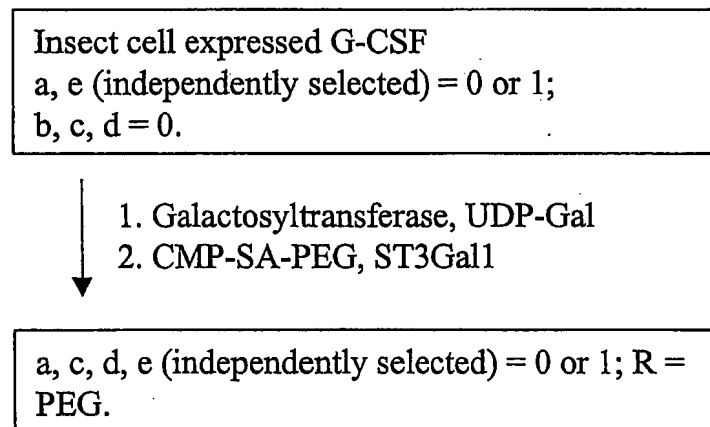 Insect cell expressed G-CSF
a, e (independently selected) = 0 or 1;
b, c, d = 0.
1. Galactosyltransferase, UDP-Gal
2. CMP-SA-PEG, ST3Gal1
a, c, d, e (independently selected) = 0 or 1; R =
PEG.